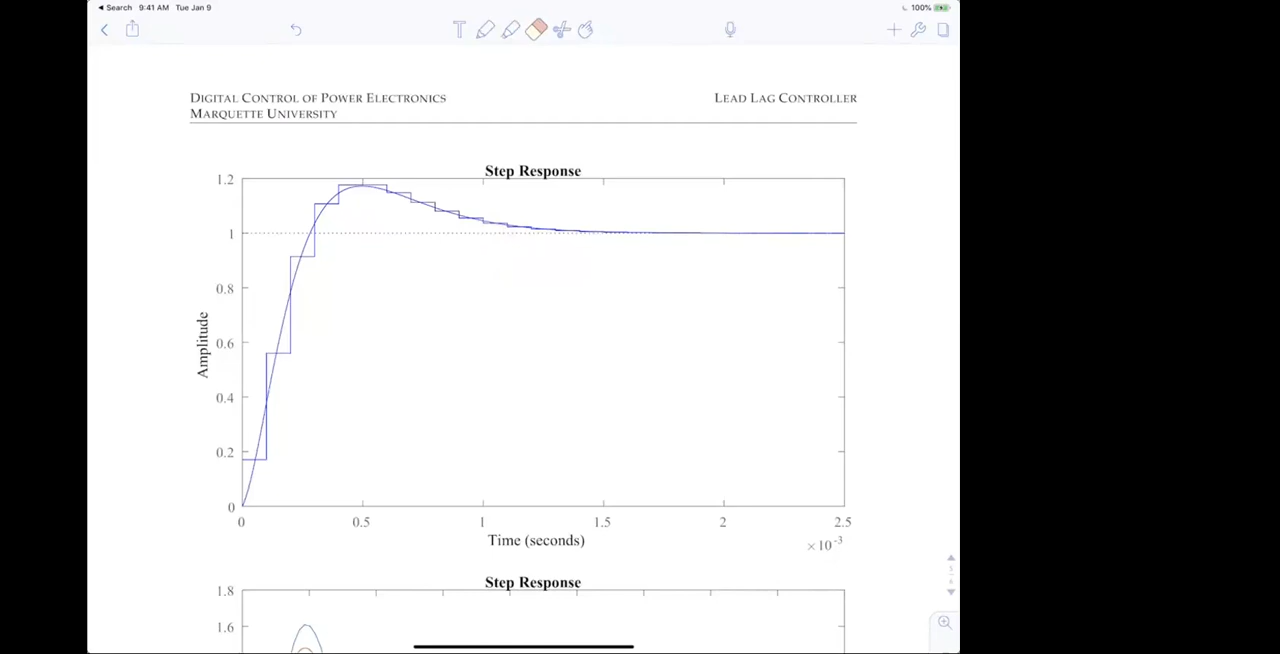 Search 9:41 AM Tue Jan 9
100%
T
DIGITAL CONTROL OF POWER ELECTRONICS
LEAD LAG CONTROLLER
MARQUETTE UNIVERSITY
Step Response
1.2
1
0.8
0.6
0.4
0.2
0
Amplitude
0 0.5 1 1.5 2 2.5
Time (seconds)
×10⁻³
Step Response
1.8
1.6